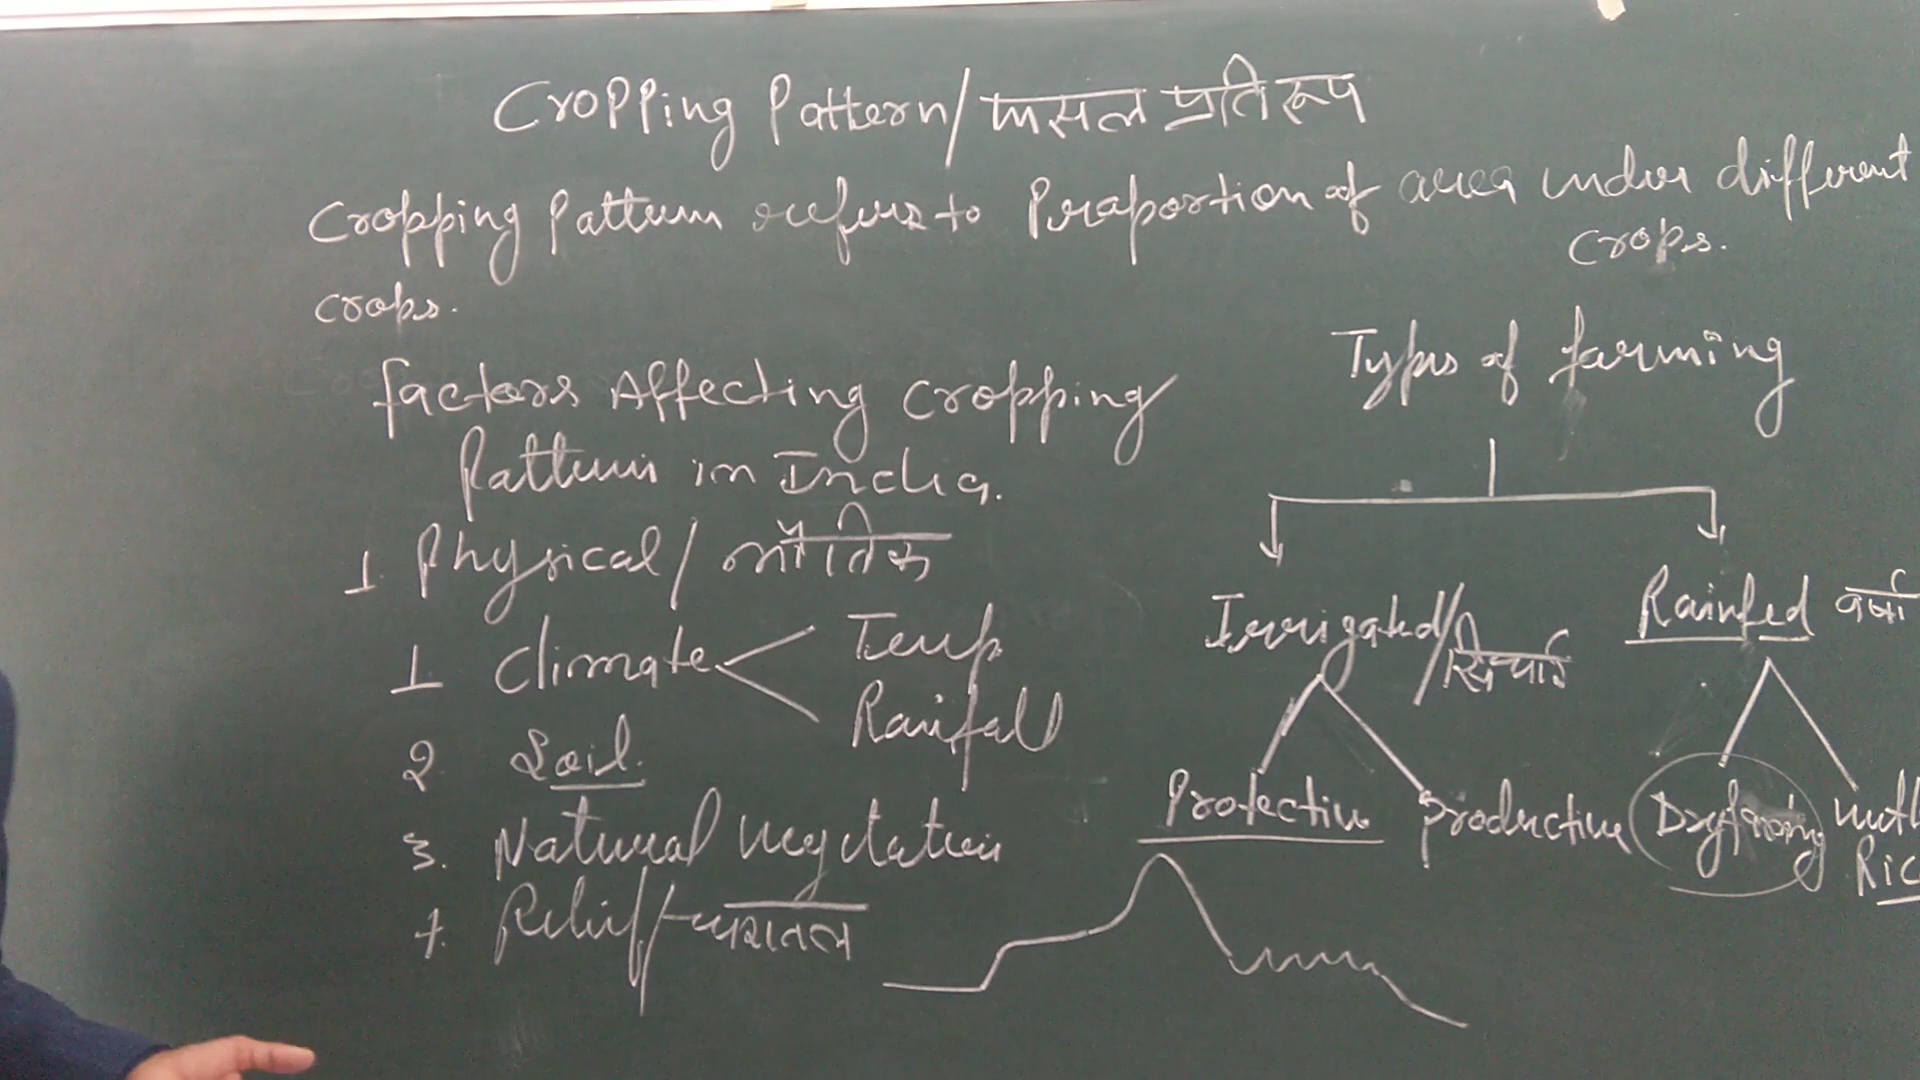 Cropping Pattern/फसल प्रतिरूप
Cropping Pattern refers to Proportion of area under different
crops.
crops.
Factors Affecting Cropping
Pattern in India.
1 Physical/भौतिक
1 Climate Temp
Rainfall
2 Soil.
3. Natural vegetation
4. Relief/धरातल
Types of farming
Irrigated/सिंचाई
Rainfed वर्षा
Protective Productive Dryfarming